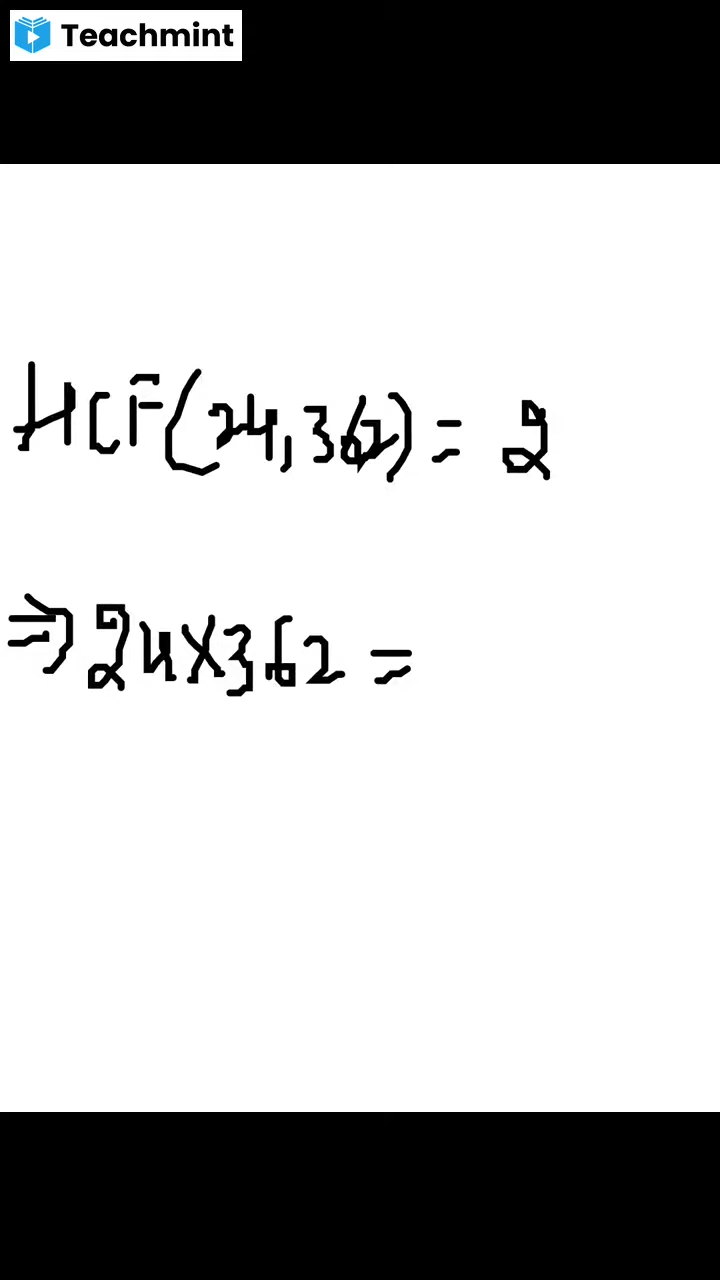 Teachmint
HCF(24,362) = 2
⇒ 24×362 =